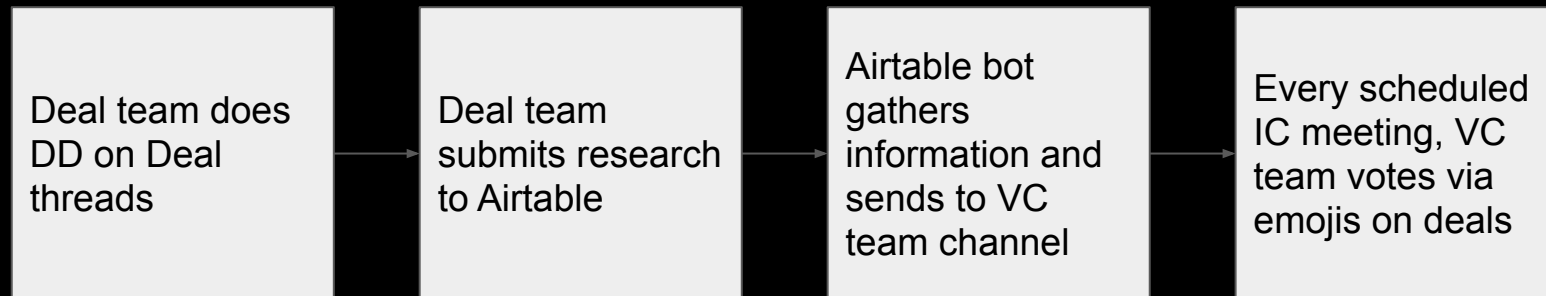 Deal team does
DD on Deal
threads
Deal team
submits research
to Airtable
Airtable bot
gathers
information and
sends to VC
team channel
Every scheduled
IC meeting, VC
team votes via
emojis on deals